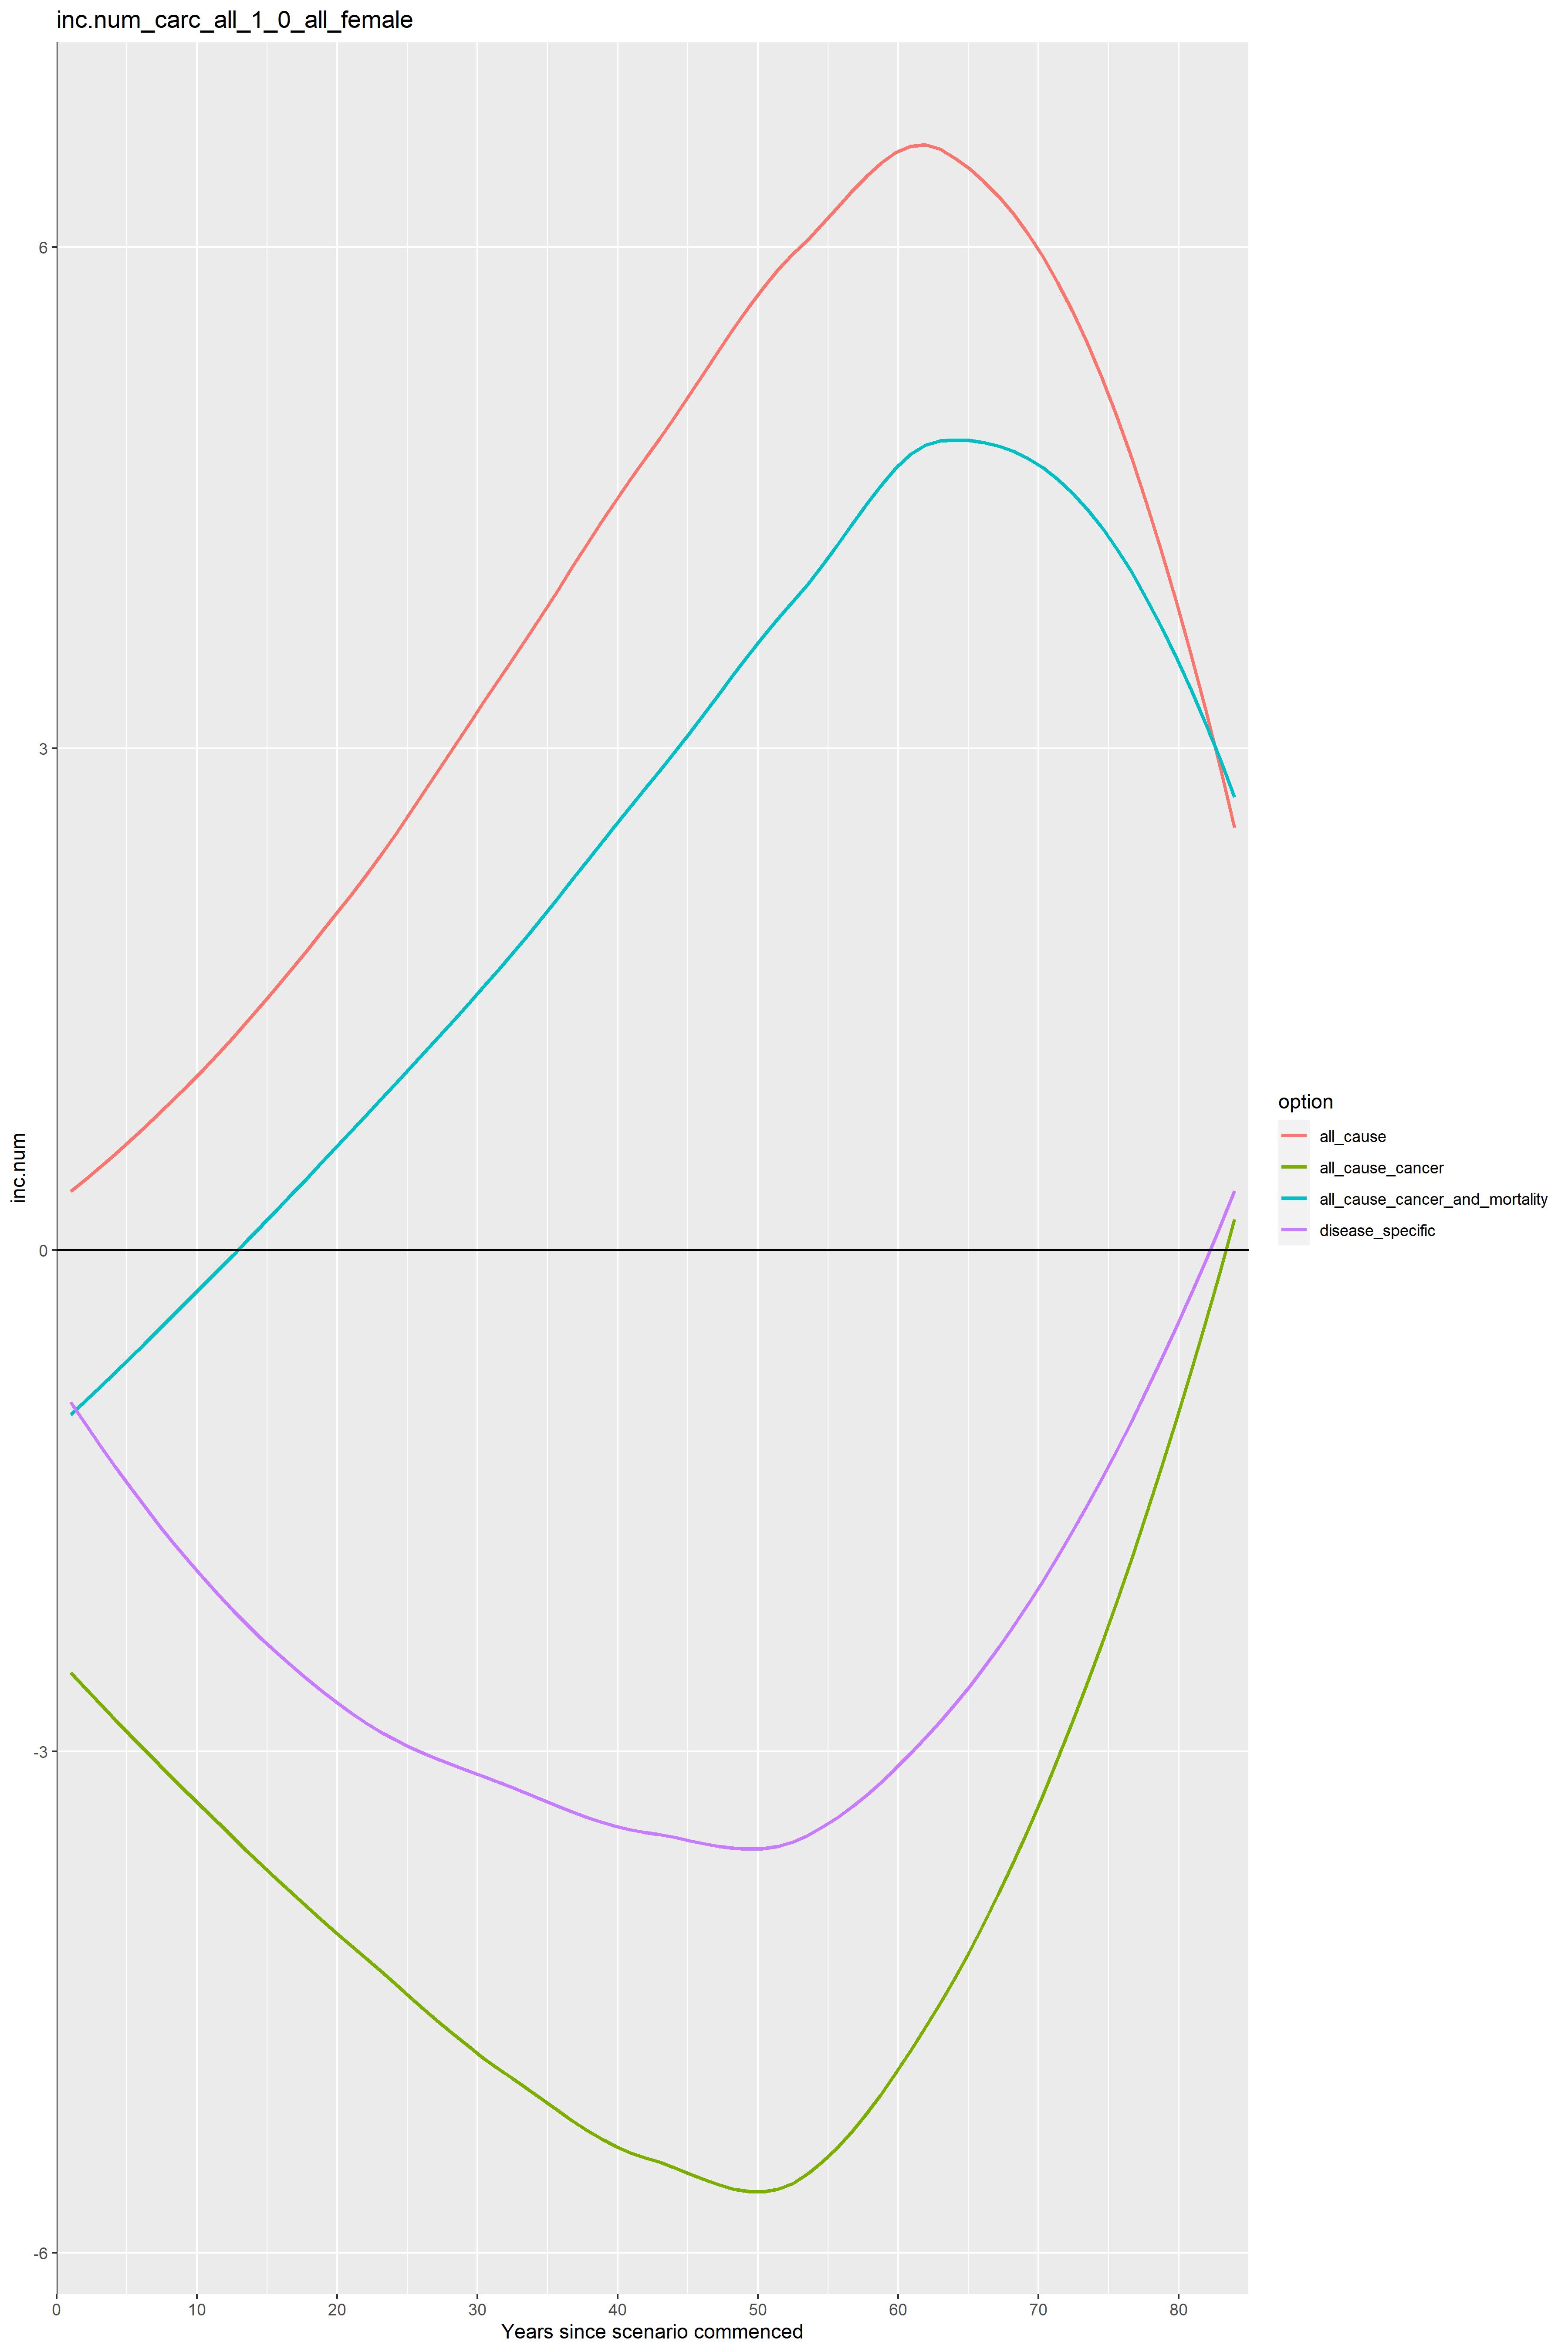 inc.num_carc_all_1_0_all_female
6
3
0
-3
-6
inc.num
0 10 20 30 40 50 60 70 80
Years since scenario commenced
option
all_cause
all_cause_cancer
all_cause_cancer_and_mortality
disease_specific